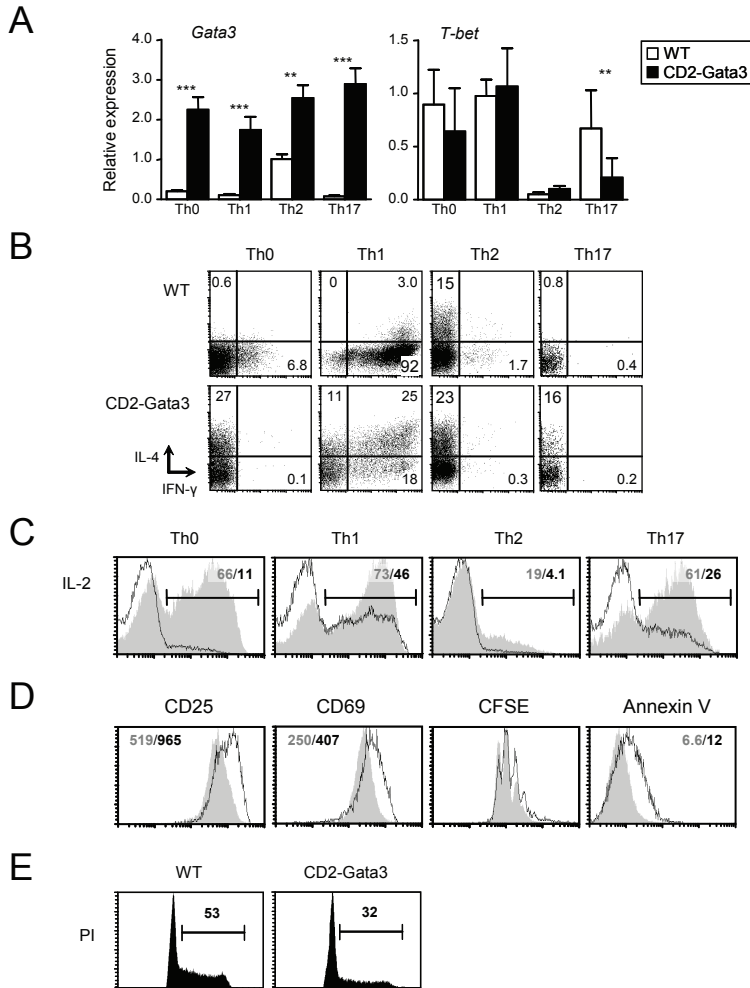 A
Gata3
T-bet
WT
CD2-Gata3
Relative expression
4.0
3.0
2.0
1.0
0.0
*** *** ** ***
Th0 Th1 Th2 Th17
1.5
1.0
0.5
0.0
**
Th0 Th1 Th2 Th17
B
Th0 Th1 Th2 Th17
WT
0.6 0 3.0 15 0.8
6.8 92 1.7 0.4
CD2-Gata3
27 11 25 23 16
IL-4
IFN-γ
0.1 18 0.3 0.2
C
Th0 Th1 Th2 Th17
IL-2
66/11 73/46 19/4.1 61/26
D
CD25 CD69 CFSE Annexin V
519/965 250/407 6.6/12
E
WT CD2-Gata3
PI
53 32